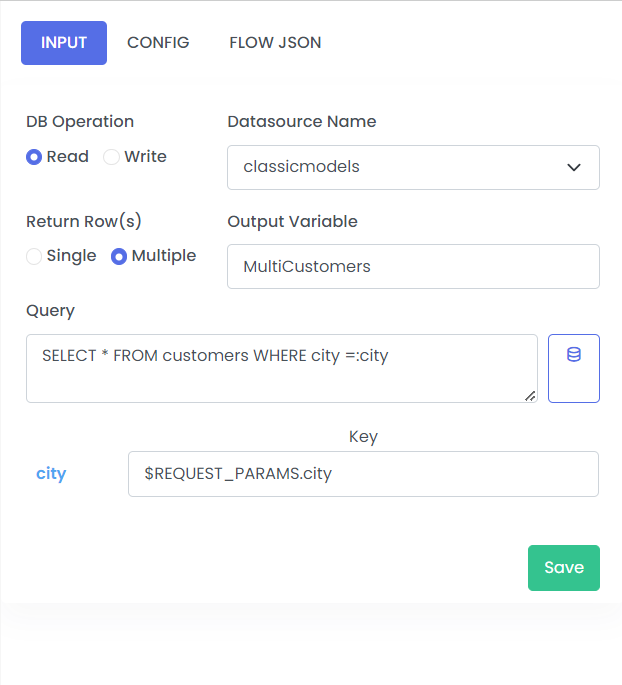 INPUT CONFIG FLOW JSON
DB Operation Datasource Name
Read Write classicmodels
Return Row(s) Output Variable
Single Multiple MultiCustomers
Query
SELECT * FROM customers WHERE city =:city
Key
city $REQUEST_PARAMS.city
Save